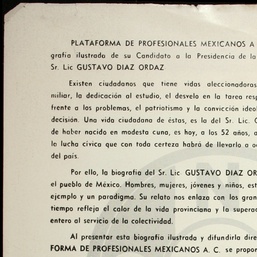 PLATAFORMA DE PROFESIONALES MEXICANOS A
grafía ilustrada de su Candidato a la Presidencia de la
Sr. Lic GUSTAVO DIAZ ORDAZ
Existen ciudadanos que tiene vidas aleccionadoras
miliar, la dedicación al estudio, el desvelo en la tarea resp
frente a los problemas, el patriotismo y la convicción ideo
decisión. Una vida ciudadana de éstas, es la del Sr. Lic. G
de haber nacido en modesta cuna, es hoy, a los 52 años, a
la lucha cívica que con toda certeza habrá de llevarlo a o
del país.
Por ello, la biografía del Sr. Lic GUSTAVO DIAZ OR
el pueblo de México. Hombres, mujeres, jóvenes y niños, est
ejemplo y un paradigma. Su relato nos enlaza con los gran
tiempo refleja el calor de la vida provinciana y la supera
entero al servicio de la colectividad.
Al presentar esta biografía ilustrada y difundirla dire
FORMA DE PROFESIONALES MEXICANOS A. C. se propon